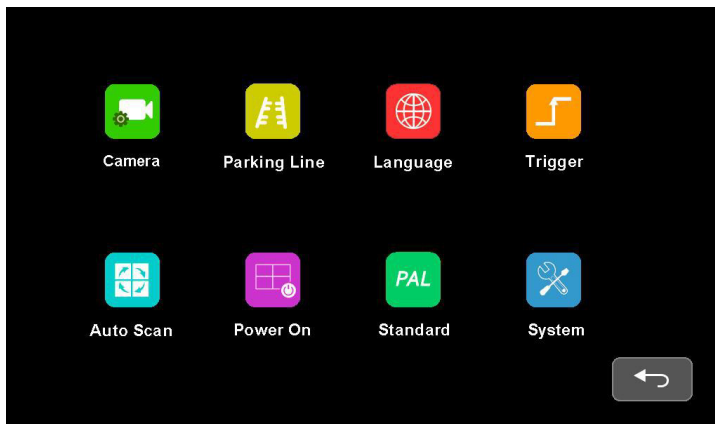 Camera
Parking Line
Language
Trigger
PAL
Auto Scan
Power On
Standard
System